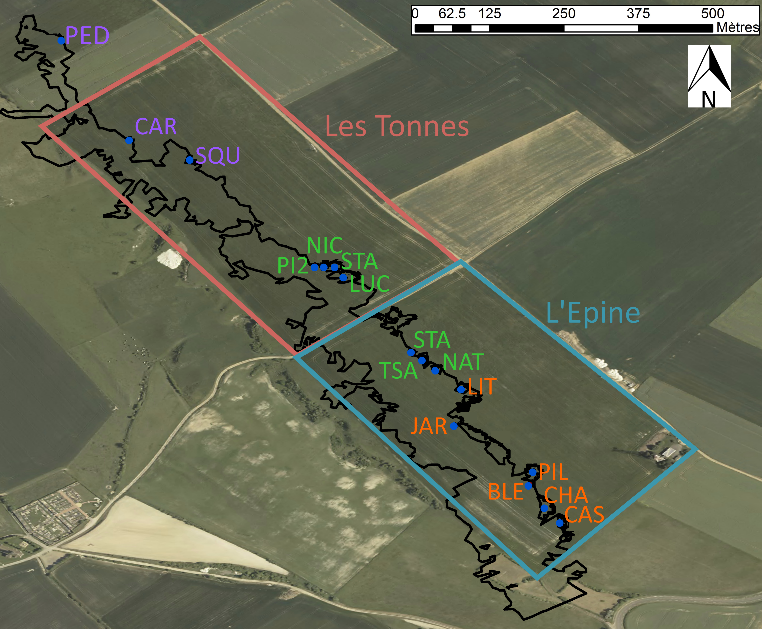 0 62.5 125 250 375 500
Mètres
N
PED
CAR
SQU
Les Tonnes
NIC
PI2
STA
LUC
L'Epine
STA
TSA
NAT
LIT
JAR
PIL
BLE
CHA
CAS